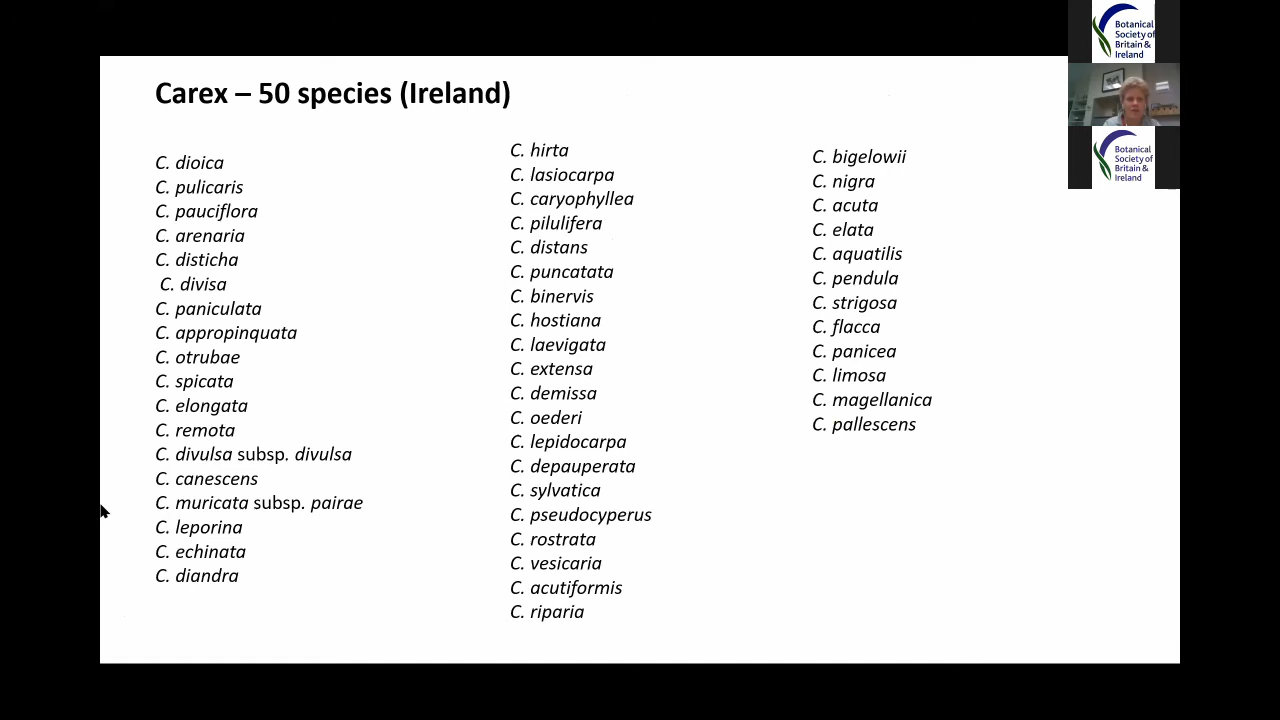 Carex – 50 species (Ireland)
C. dioica
C. pulicaris
C. pauciflora
C. arenaria
C. disticha
C. divisa
C. paniculata
C. appropinquata
C. otrubae
C. spicata
C. elongata
C. remota
C. divulsa subsp. divulsa
C. canescens
C. muricata subsp. pairae
C. leporina
C. echinata
C. diandra
C. hirta
C. lasiocarpa
C. caryophyllea
C. pilulifera
C. distans
C. puncatata
C. binervis
C. hostiana
C. laevigata
C. extensa
C. demissa
C. oederi
C. lepidocarpa
C. depauperata
C. sylvatica
C. pseudocyperus
C. rostrata
C. vesicaria
C. acutiformis
C. riparia
C. bigelowii
C. nigra
C. acuta
C. elata
C. aquatilis
C. pendula
C. strigosa
C. flacca
C. panicea
C. limosa
C. magellanica
C. pallescens
Botanical
Society of
Britain &
Ireland
Botanical
Society of
Britain &
Ireland